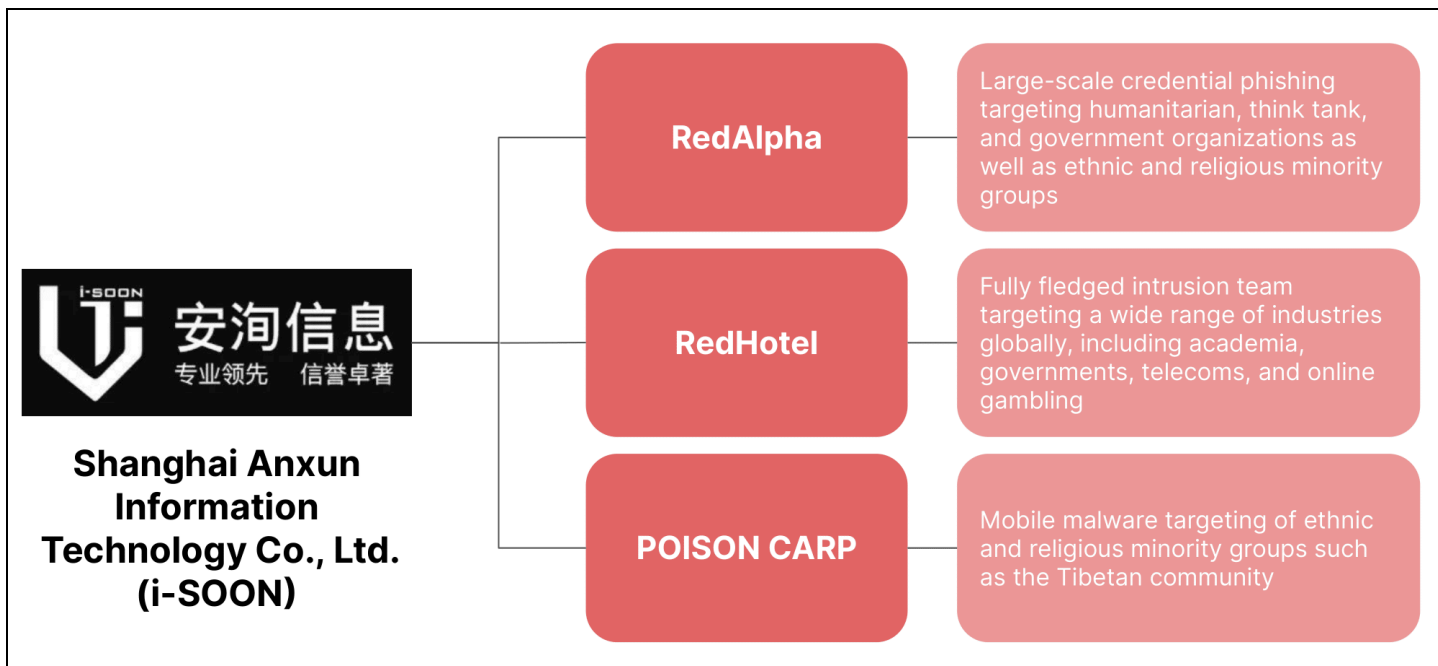 i-SOON
安洵信息
专业领先 信誉卓著
Shanghai Anxun
Information
Technology Co., Ltd.
(i-SOON)
RedAlpha
Large-scale credential phishing
targeting humanitarian, think tank,
and government organizations as
well as ethnic and religious minority
groups
RedHotel
Fully fledged intrusion team
targeting a wide range of industries
globally, including academia,
governments, telecoms, and online
gambling
POISON CARP
Mobile malware targeting of ethnic
and religious minority groups such
as the Tibetan community